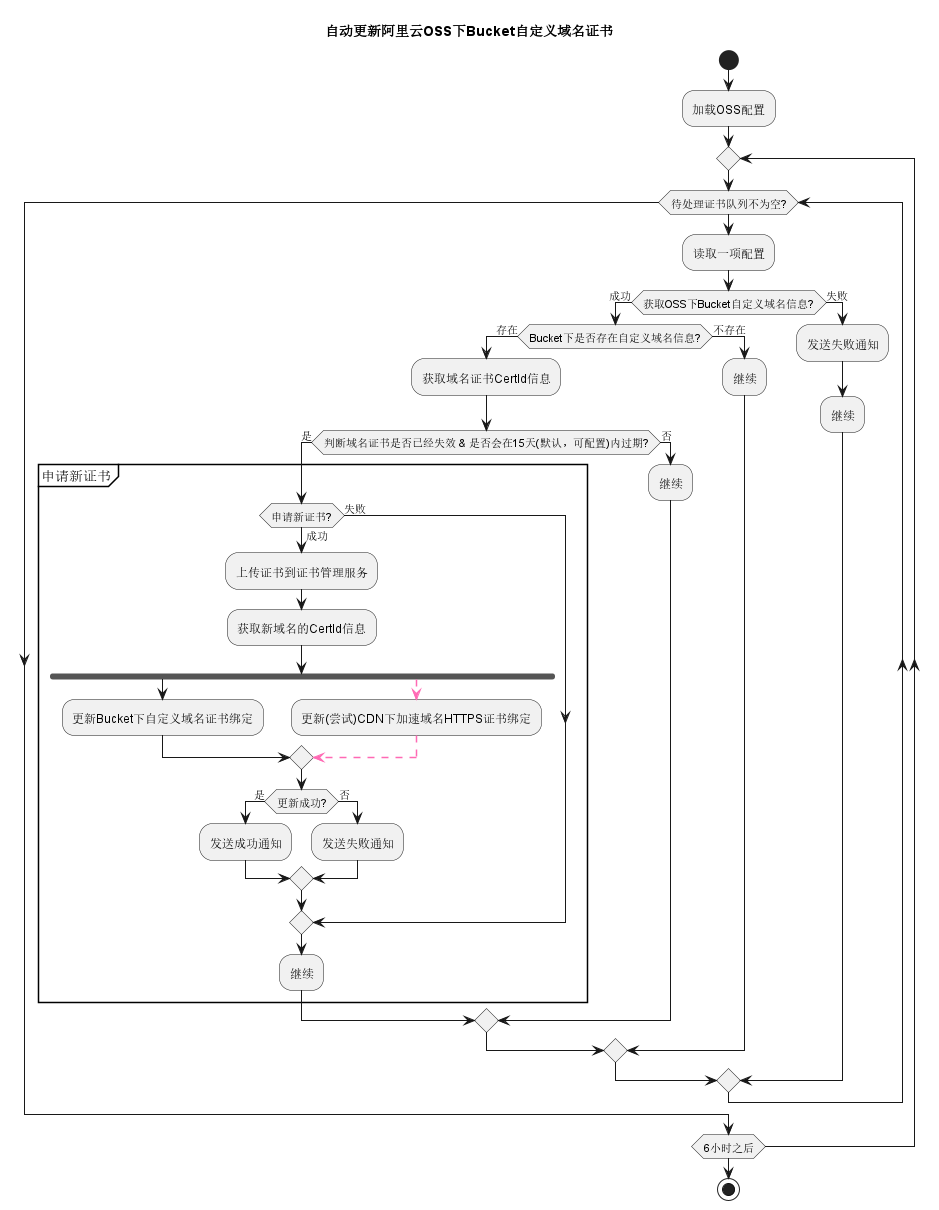 自动更新阿里云OSS下Bucket自定义域名证书
加载OSS配置
待处理证书队列不为空?
读取一项配置
成功
获取OSS下Bucket自定义域名信息?
失败
存在
Bucket下是否存在自定义域名信息?
不存在
发送失败通知
获取域名证书CertId信息
继续
继续
是
判断域名证书是否已经失效 & 是否会在15天(默认，可配置)内过期?
否
申请新证书
继续
申请新证书?
失败
成功
上传证书到证书管理服务
获取新域名的CertId信息
更新Bucket下自定义域名证书绑定
更新(尝试)CDN下加速域名HTTPS证书绑定
是
更新成功?
否
发送成功通知
发送失败通知
继续
6小时之后